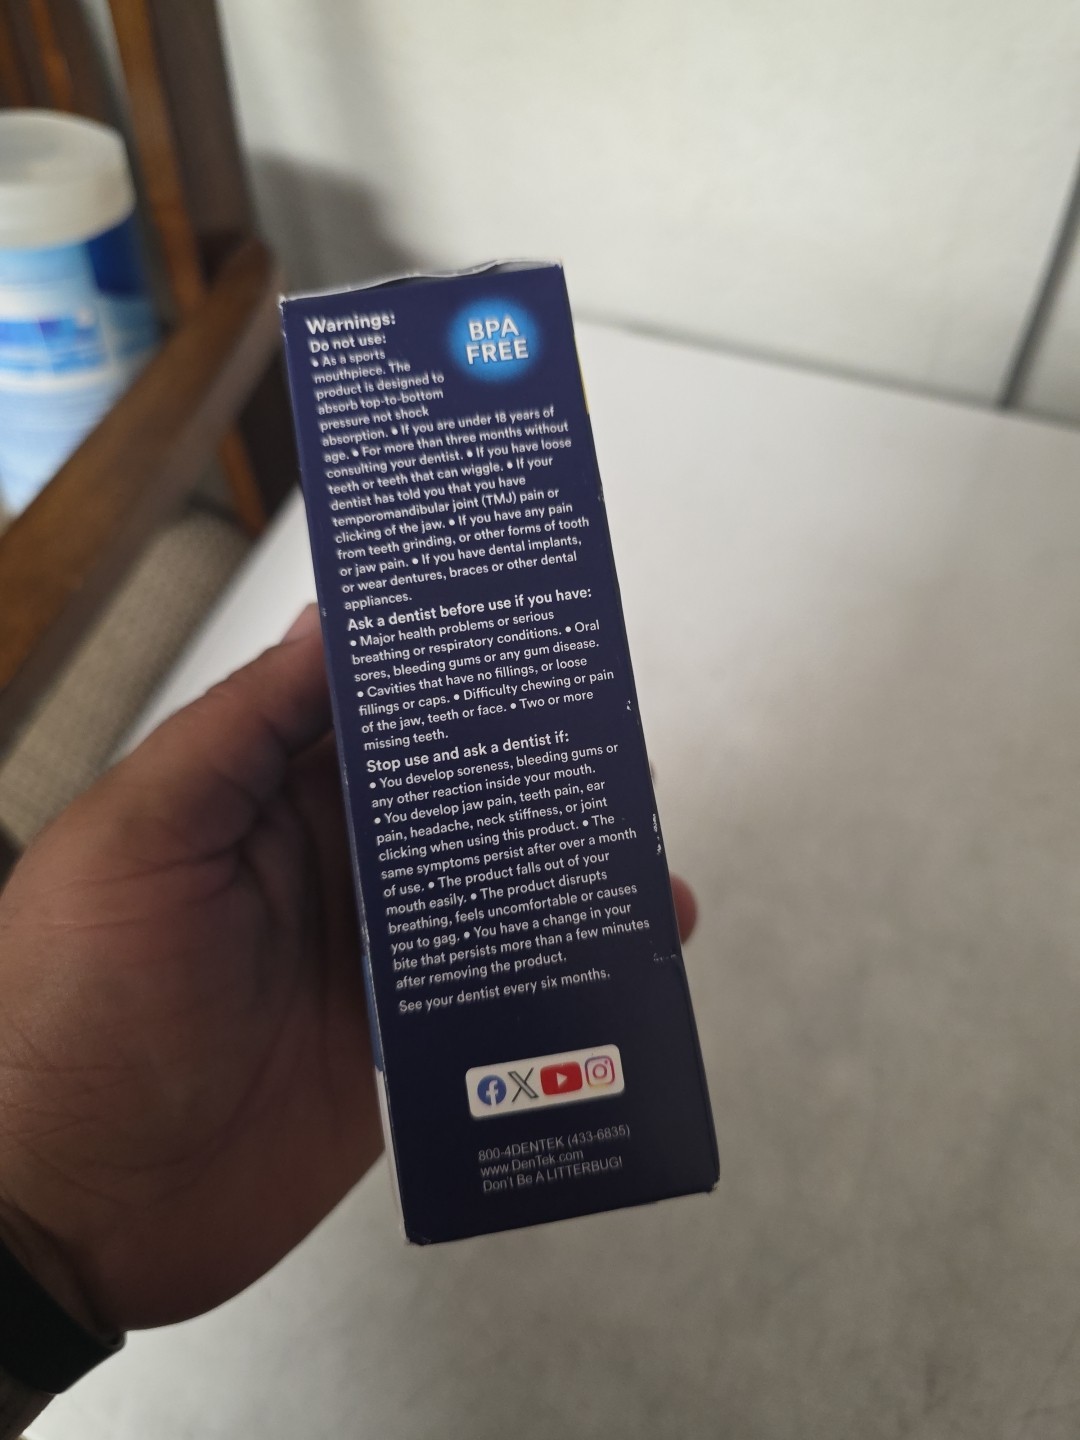 Warnings:
Do not use:
• As a sports
mouthpiece. The
product is designed to
absorb top-to-bottom
pressure not shock
absorption. • If you are under 18 years of
age. • For more than three months without
consulting your dentist. • If you have loose
teeth or teeth that can wiggle. • If your
dentist has told you that you have
temporomandibular joint (TMJ) pain or
clicking of the jaw. • If you have any pain
from teeth grinding, or other forms of tooth
or jaw pain. • If you have dental implants,
or wear dentures, braces or other dental
appliances.
BPA
FREE
Ask a dentist before use if you have:
• Major health problems or serious
breathing or respiratory conditions. • Oral
sores, bleeding gums or any gum disease.
• Cavities that have no fillings, or loose
fillings or caps. • Difficulty chewing or pain
of the jaw, teeth or face. • Two or more
missing teeth.
Stop use and ask a dentist if:
• You develop soreness, bleeding gums or
any other reaction inside your mouth.
• You develop jaw pain, teeth pain, ear
pain, headache, neck stiffness, or joint
clicking when using this product. • The
same symptoms persist after over a month
of use. • The product falls out of your
mouth easily. • The product disrupts
breathing, feels uncomfortable or causes
you to gag. • You have a change in your
bite that persists more than a few minutes
after removing the product.
See your dentist every six months.
800-4DENTEK (433-6835)
www.DenTek.com
Don't Be A LITTERBUG!